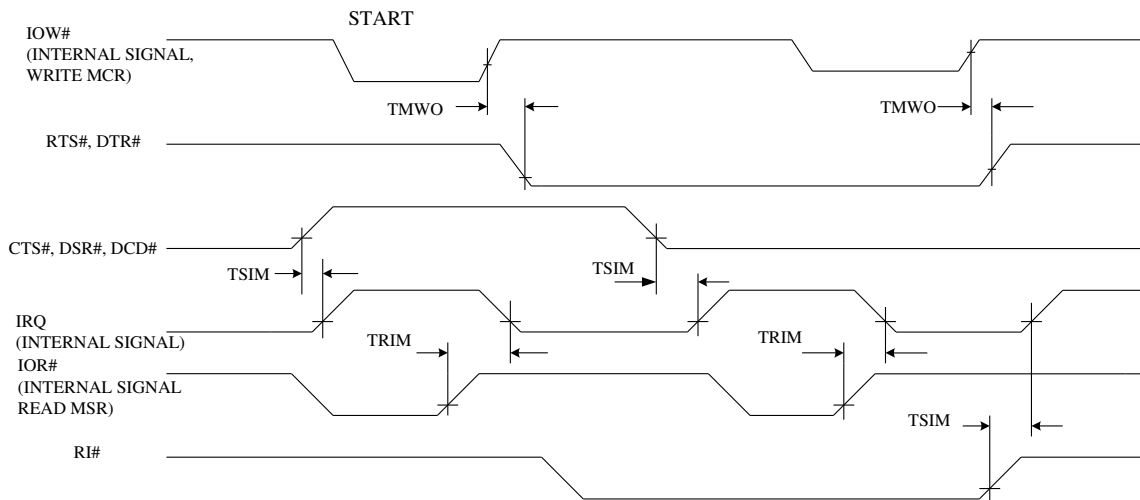 START
IOW#
(INTERNAL SIGNAL,
WRITE MCR)
TMWO
TMWO
RTS#, DTR#
CTS#, DSR#, DCD#
TSIM
TSIM
IRQ
(INTERNAL SIGNAL)
TRIM
TRIM
IOR#
(INTERNAL SIGNAL
READ MSR)
TSIM
RI#